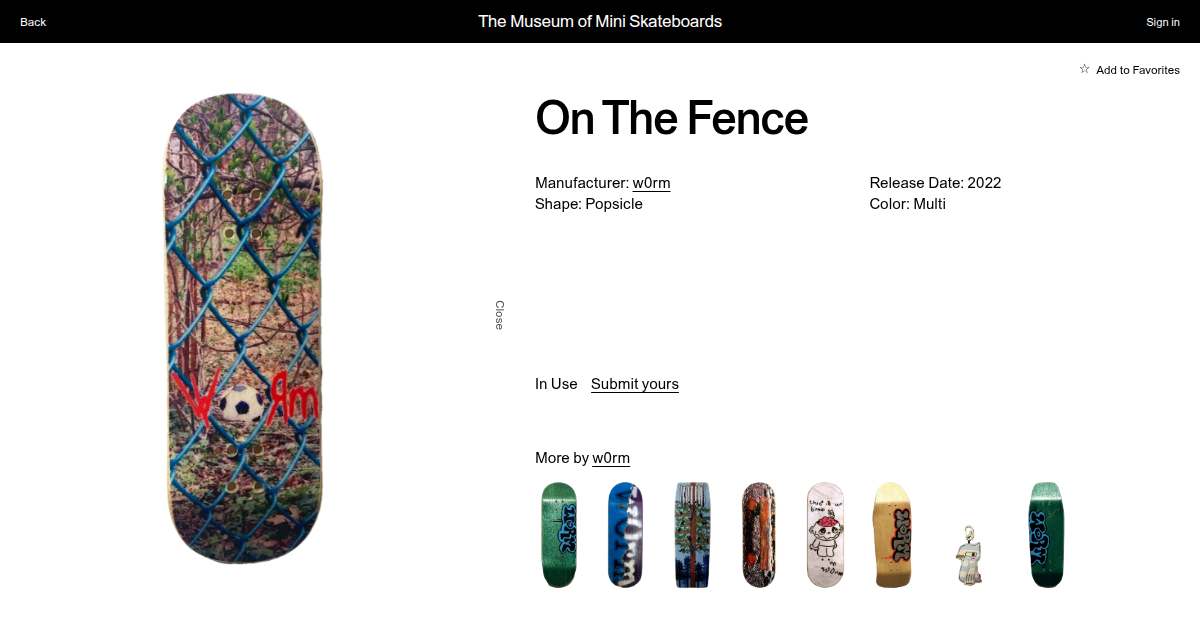 Back
The Museum of Mini Skateboards
Sign in
☆ Add to Favorites
On The Fence
Manufacturer: w0rm
Release Date: 2022
Shape: Popsicle
Color: Multi
Close
WORm
In Use Submit yours
More by w0rm